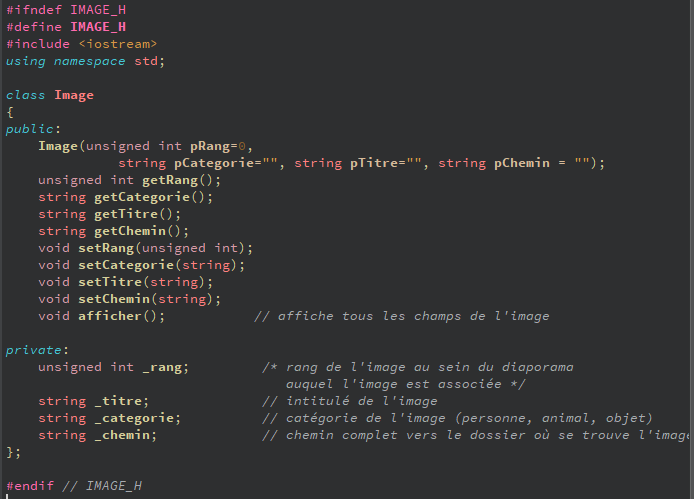 #ifndef IMAGE_H
#define IMAGE_H
#include <iostream>
using namespace std;

class Image
{
public:
    Image(unsigned int pRang=0,
              string pCategorie="", string pTitre="", string pChemin = "");
    unsigned int getRang();
    string getCategorie();
    string getTitre();
    string getChemin();
    void setRang(unsigned int);
    void setCategorie(string);
    void setTitre(string);
    void setChemin(string);
    void afficher();           // affiche tous les champs de l'image

private:
    unsigned int _rang;         /* rang de l'image au sein du diaporama
                                   auquel l'image est associée */
    string _titre;              // intitulé de l'image
    string _categorie;          // catégorie de l'image (personne, animal, objet)
    string _chemin;             // chemin complet vers le dossier où se trouve l'image
};

#endif // IMAGE_H